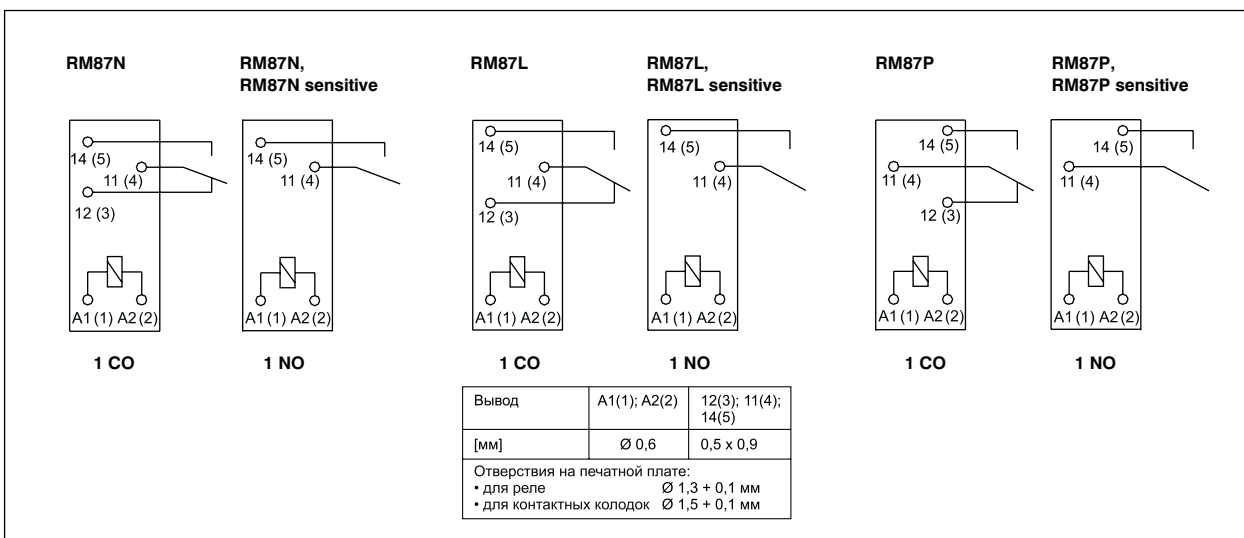 RM87N
RM87N,
RM87N sensitive
14 (5)
11 (4)
12 (3)
A1 (1) A2 (2)
1 CO
14 (5)
11 (4)
A1 (1) A2 (2)
1 NO
RM87L
RM87L,
RM87L sensitive
14 (5)
11 (4)
12 (3)
A1 (1) A2 (2)
1 CO
14 (5)
11 (4)
A1 (1) A2 (2)
1 NO
RM87P
RM87P,
RM87P sensitive
14 (5)
11 (4)
12 (3)
A1 (1) A2 (2)
1 CO
14 (5)
11 (4)
A1 (1) A2 (2)
1 NO
Вывод A1(1); A2(2) 12(3); 11(4);
14(5)
[мм] Ø 0,6 0,5 x 0,9
Отверстия на печатной плате:
• для реле Ø 1,3 + 0,1 мм
• для контактных колодок Ø 1,5 + 0,1 мм